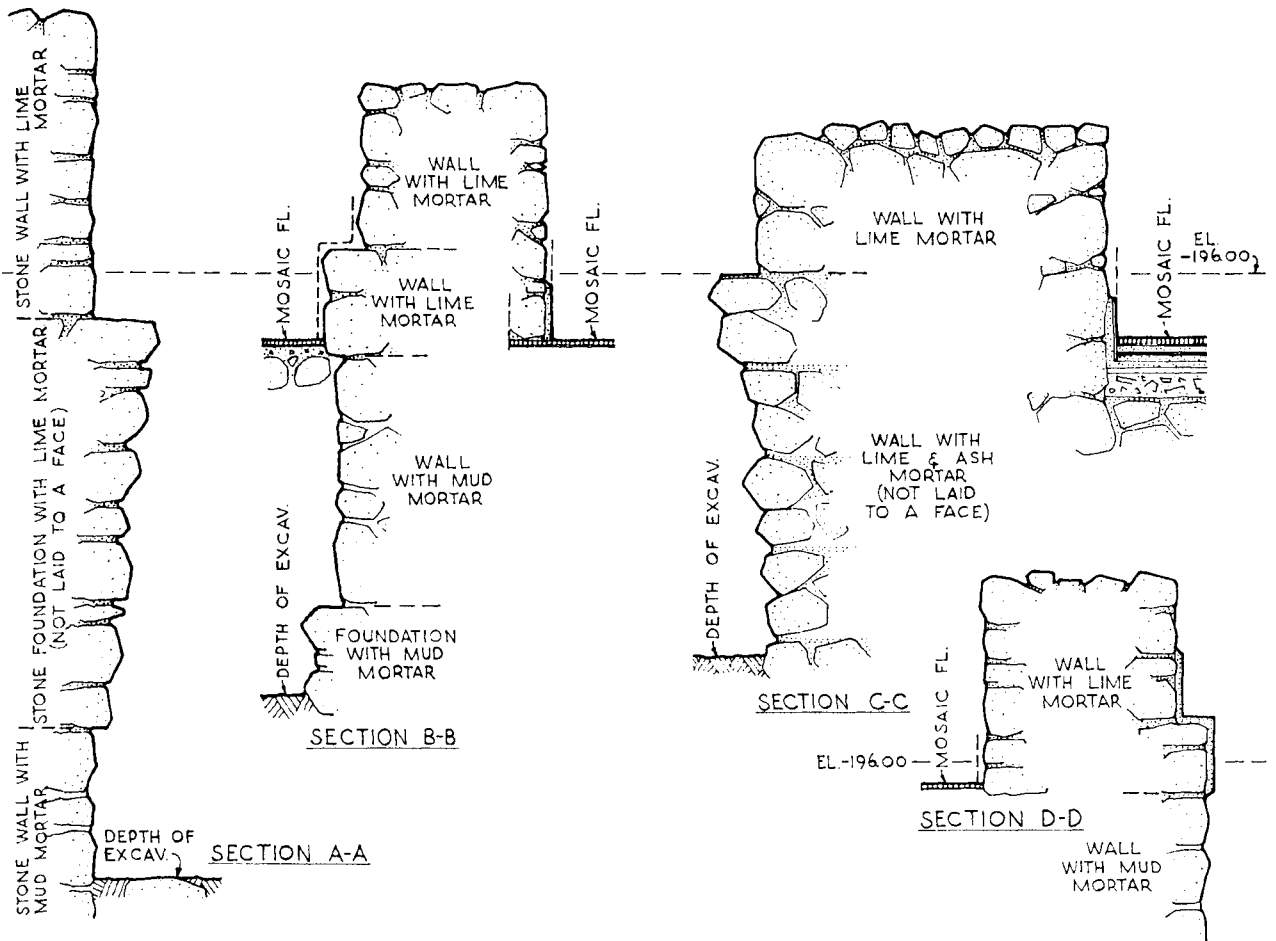 STONE WALL WITH LIME
MORTAR
STONE FOUNDATION WITH LIME MORTAR
(NOT LAID TO A FACE)
STONE WALL WITH
MUD MORTAR
DEPTH OF
EXCAV.
SECTION A-A
WALL
WITH LIME
MORTAR
MOSAIC FL.
MOSAIC FL.
WALL
WITH LIME
MORTAR
WALL
WITH MUD
MORTAR
DEPTH OF EXCAV.
FOUNDATION
WITH MUD
MORTAR
SECTION B-B
WALL WITH
LIME MORTAR
MOSAIC FL.
EL.
-196.00
WALL WITH
LIME & ASH
MORTAR
(NOT LAID
TO A FACE)
DEPTH OF EXCAV.
SECTION C-C
WALL
WITH LIME
MORTAR
MOSAIC FL.
EL.-196.00
SECTION D-D
WALL
WITH MUD
MORTAR